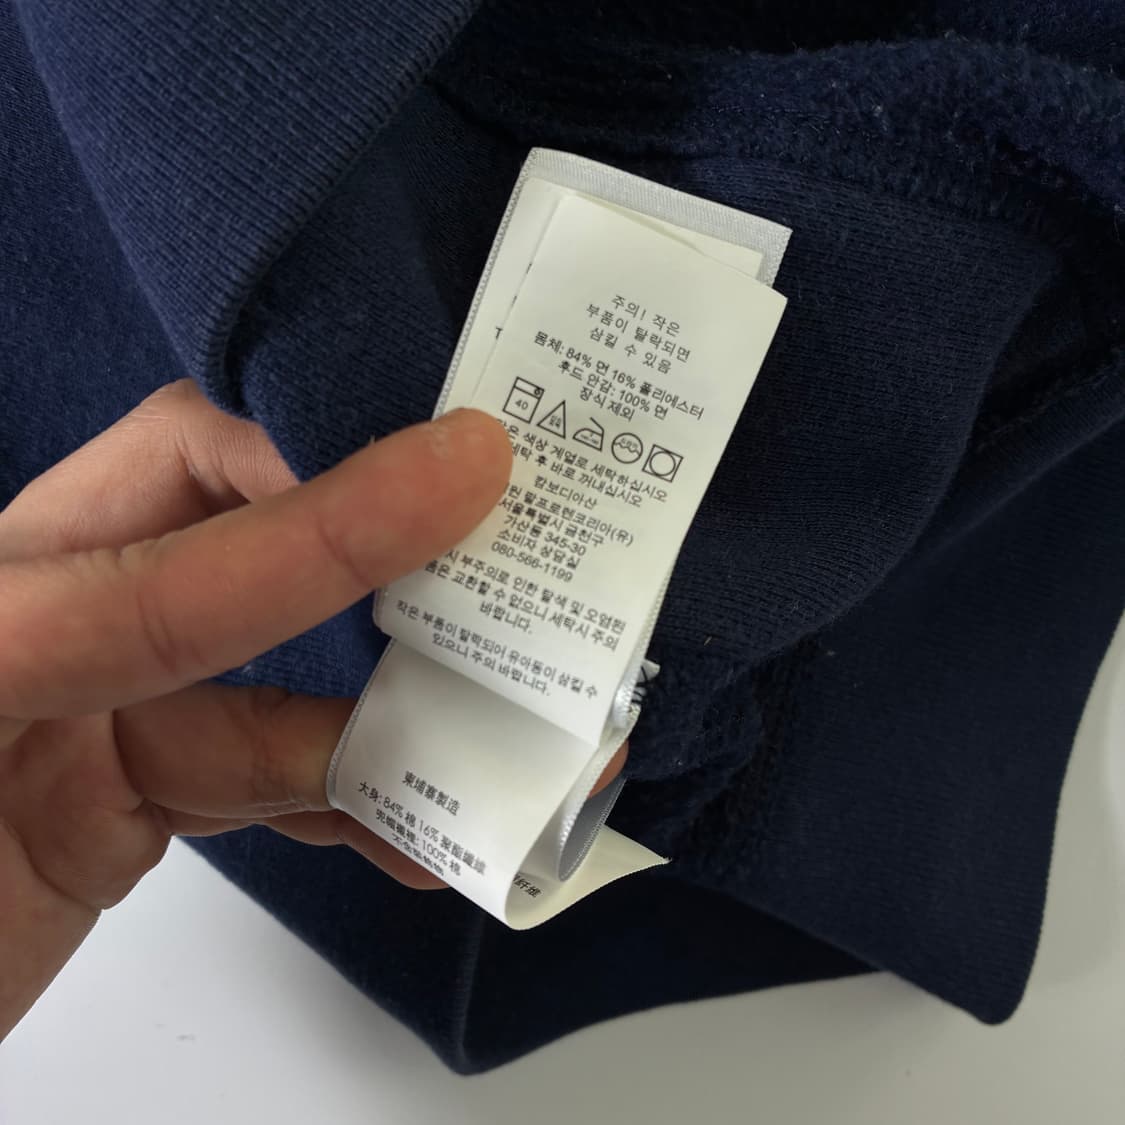 주의! 작은
부품이 탈락되면
삼킬 수 있음
몸체: 84% 면 16% 폴리에스터
후드 안감: 100% 면
장식 제외
40
색상 계열로 세탁하십시오
세탁 후 바로 꺼내십시오
캄보디아산
랄프로렌코리아(유)
서울특별시 금천구
가산동 345-30
소비자 상담실
080-566-1199
부주의로 인한 탈색 및 오염된
교환할 수 없으니 세탁시 주의
바랍니다.
작은 부품이 탈락되어 유아동이 삼킬 수
있으니 주의 바랍니다.
柬埔寨製造
大身: 84% 棉 16% 聚酯纖維
兜帽襯裡: 100% 棉
纤维